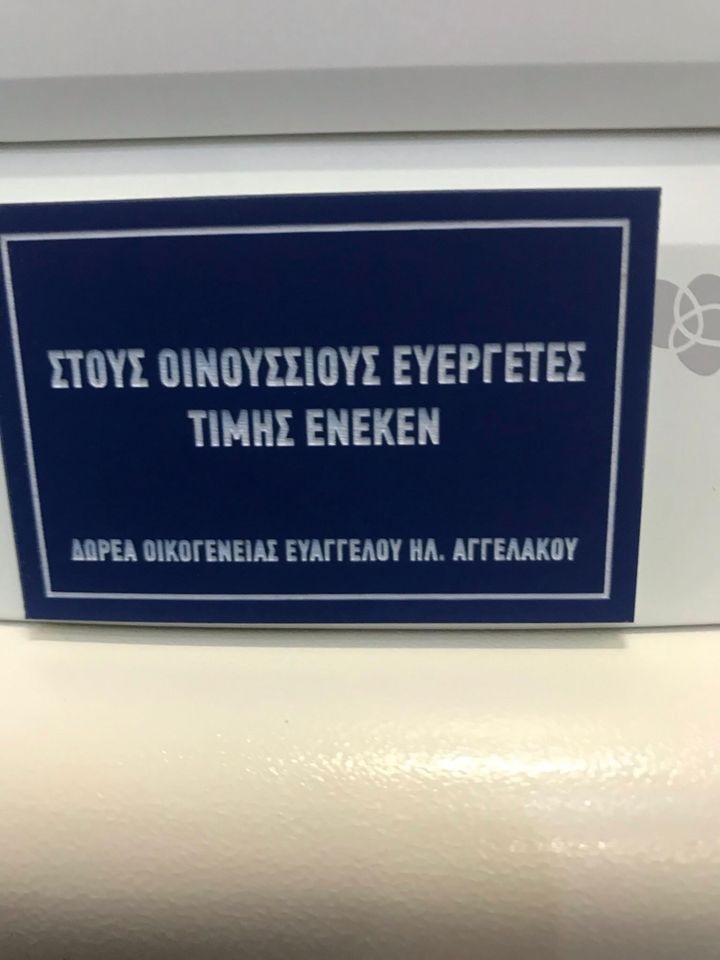 ΣΤΟΥΣ ΟΙΝΟΥΣΣΙΟΥΣ ΕΥΕΡΓΕΤΕΣ
ΤΙΜΗΣ ΕΝΕΚΕΝ
ΔΩΡΕΑ ΟΙΚΟΓΕΝΕΙΑΣ ΕΥΑΓΓΕΛΟΥ ΗΛ. ΑΓΓΕΛΑΚΟΥ